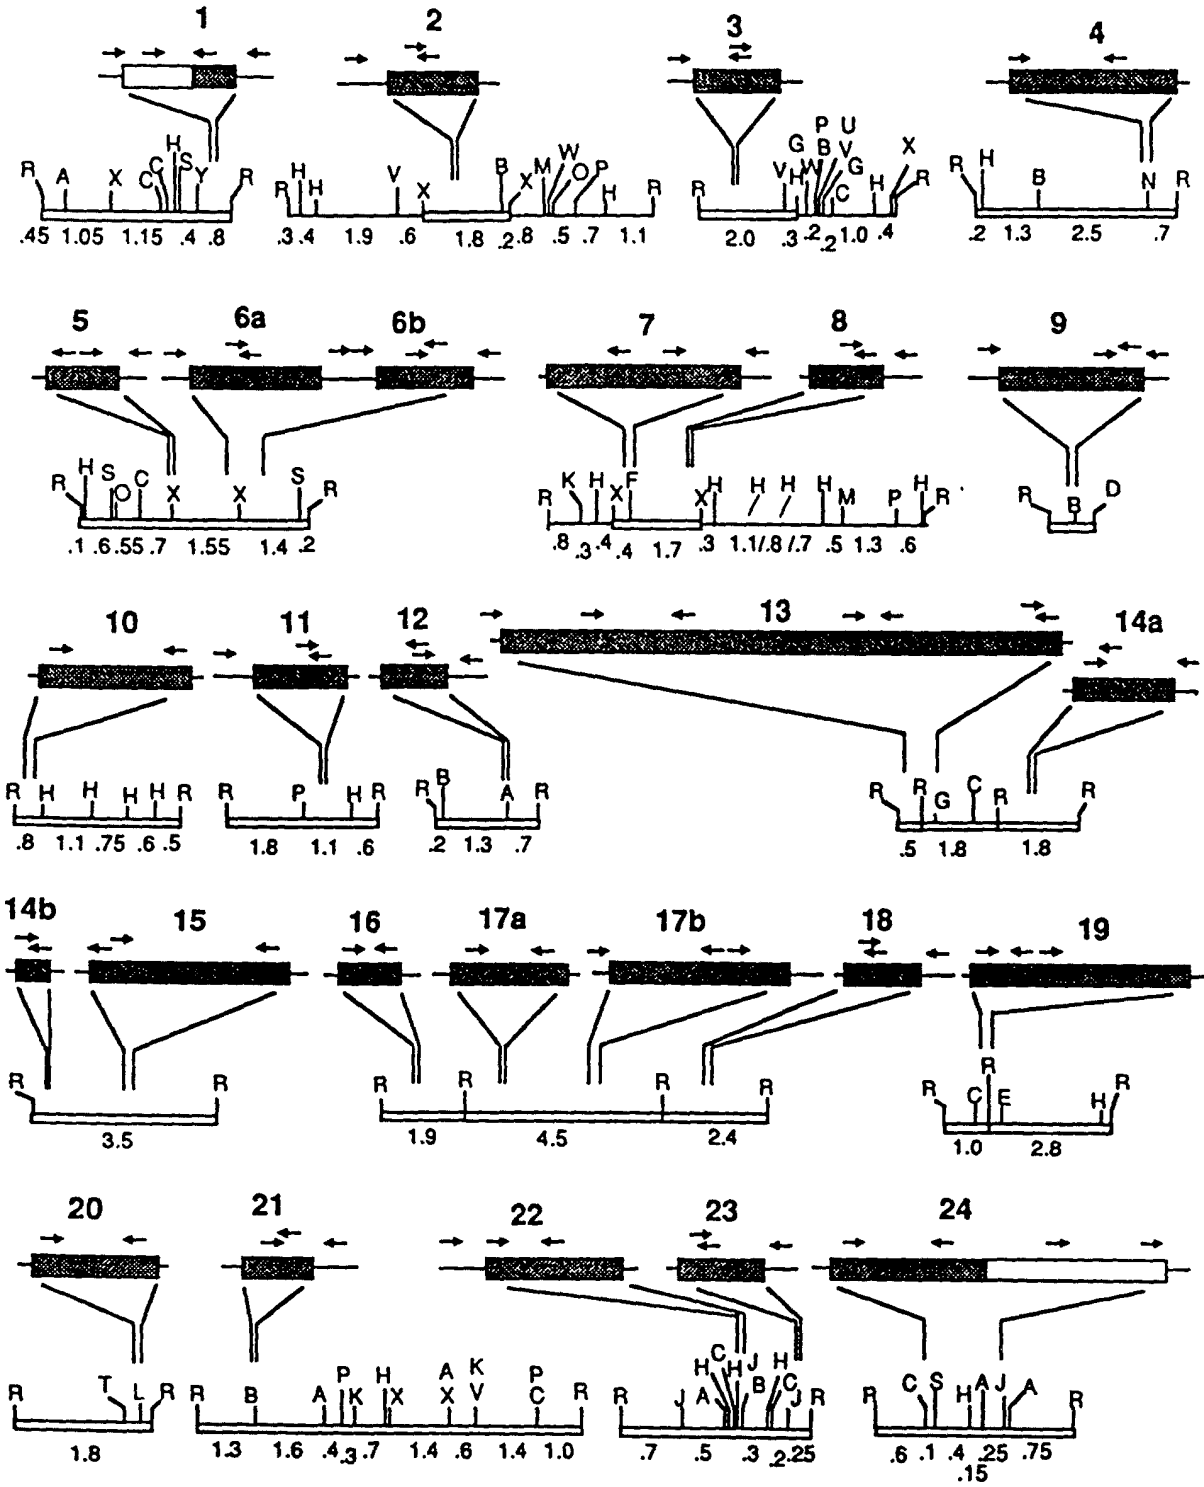 1 2 3 4
R A X C C H S Y R
R H H V X B X M W O P H R
R V H G W P B U V G C H X R
R H B N R
.45 1.05 1.15 .4 .8
.3 .4 1.9 .6 1.8 .2 .8 .5 .7 1.1
2.0 .3 .2 .2 1.0 .4
.2 1.3 2.5 .7
5 6a 6b 7 8 9
R H S O C X X S R
R K H X F X H H H H M P H R
R B D
.1 .6 .55 .7 1.55 1.4 .2
.8 .3 .4 .4 1.7 .3 1.1/.8 /.7 .5 1.3 .6
10 11 12 13 14a
R H H H H R
R P H R
R B A R
R R G C R R
.8 1.1 .75 .6 .5
1.8 1.1 .6
.2 1.3 .7
.5 1.8 1.8
14b 15 16 17a 17b 18 19
R R
R R R R
R C R E H R
3.5
1.9 4.5 2.4
1.0 2.8
20 21 22 23 24
R T L R
R B A P K H X A X K V P C R
R J A H C H J B H C J R
R C S H A J A R
1.8
1.3 1.6 .4 .3 .7 1.4 .6 1.4 1.0
.7 .5 .3 .2 .25
.6 .1 .4 .25 .75
.15